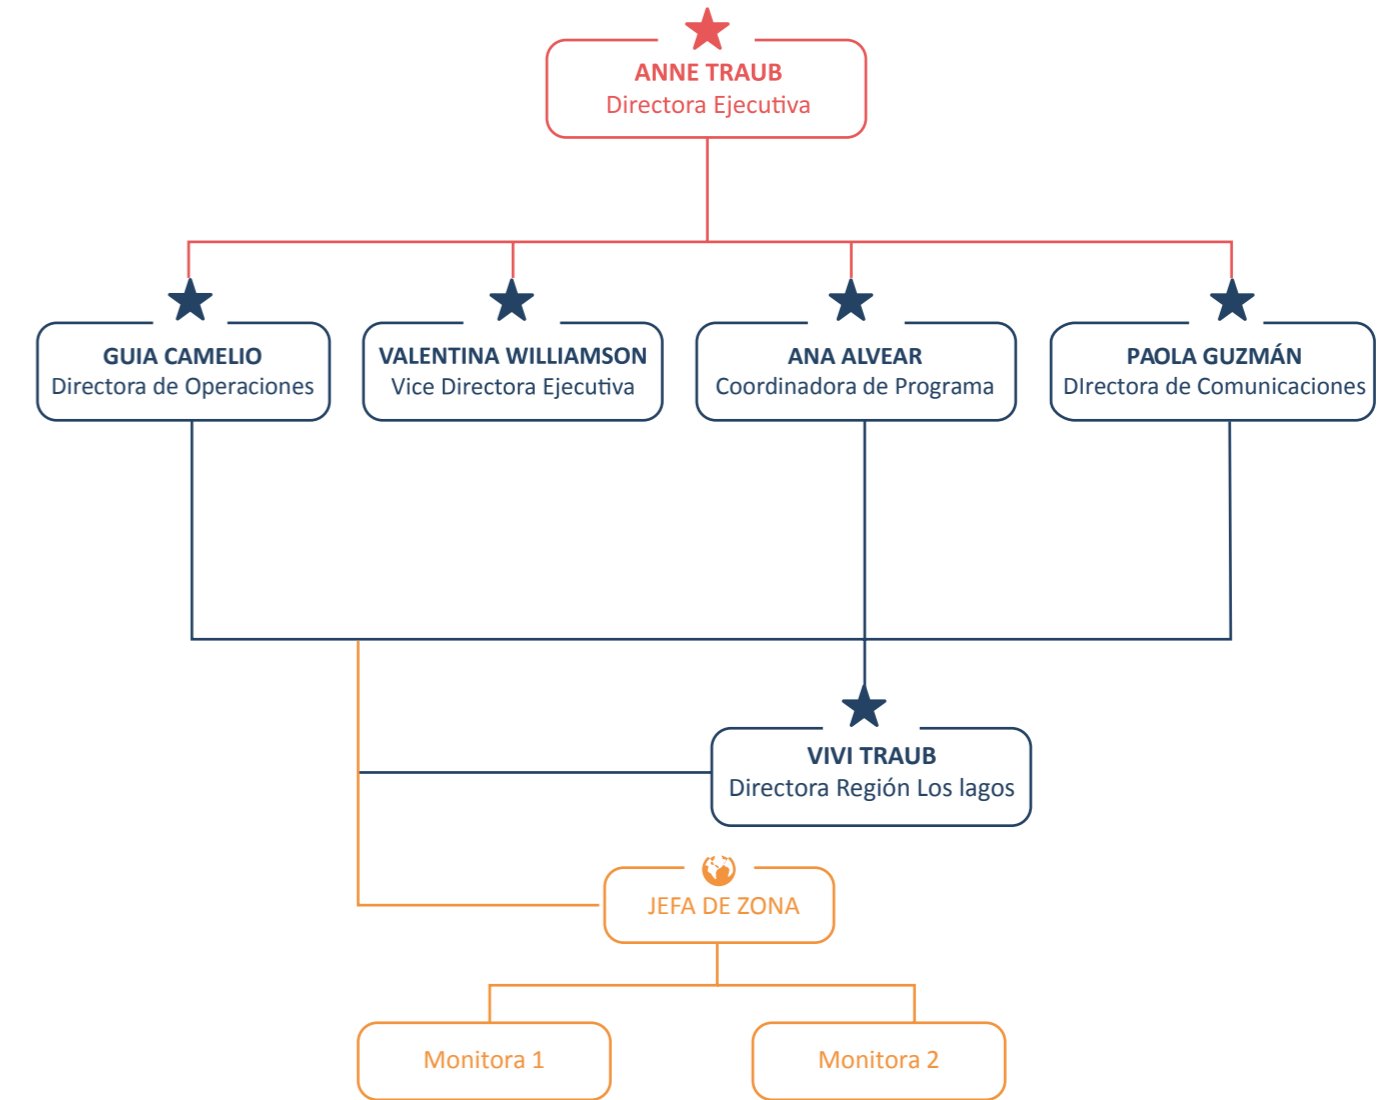 ANNE TRAUB
Directora Ejecutiva
GUIA CAMELIO
Directora de Operaciones
VALENTINA WILLIAMSON
Vice Directora Ejecutiva
ANA ALVEAR
Coordinadora de Programa
PAOLA GUZMÁN
DIrectora de Comunicaciones
VIVI TRAUB
Directora Región Los lagos
JEFA DE ZONA
Monitora 1
Monitora 2